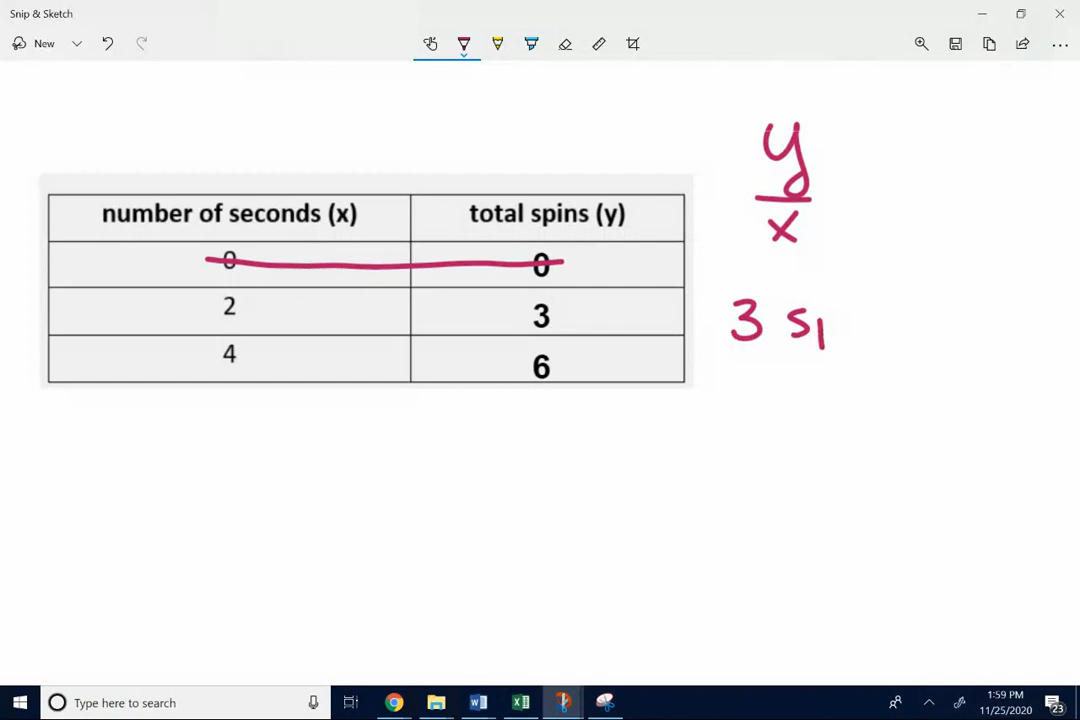 Snip & Sketch
New
y
x
number of seconds (x) total spins (y)
0 0
2 3
4 6
3 s
Type here to search
1:59 PM
11/25/2020
23